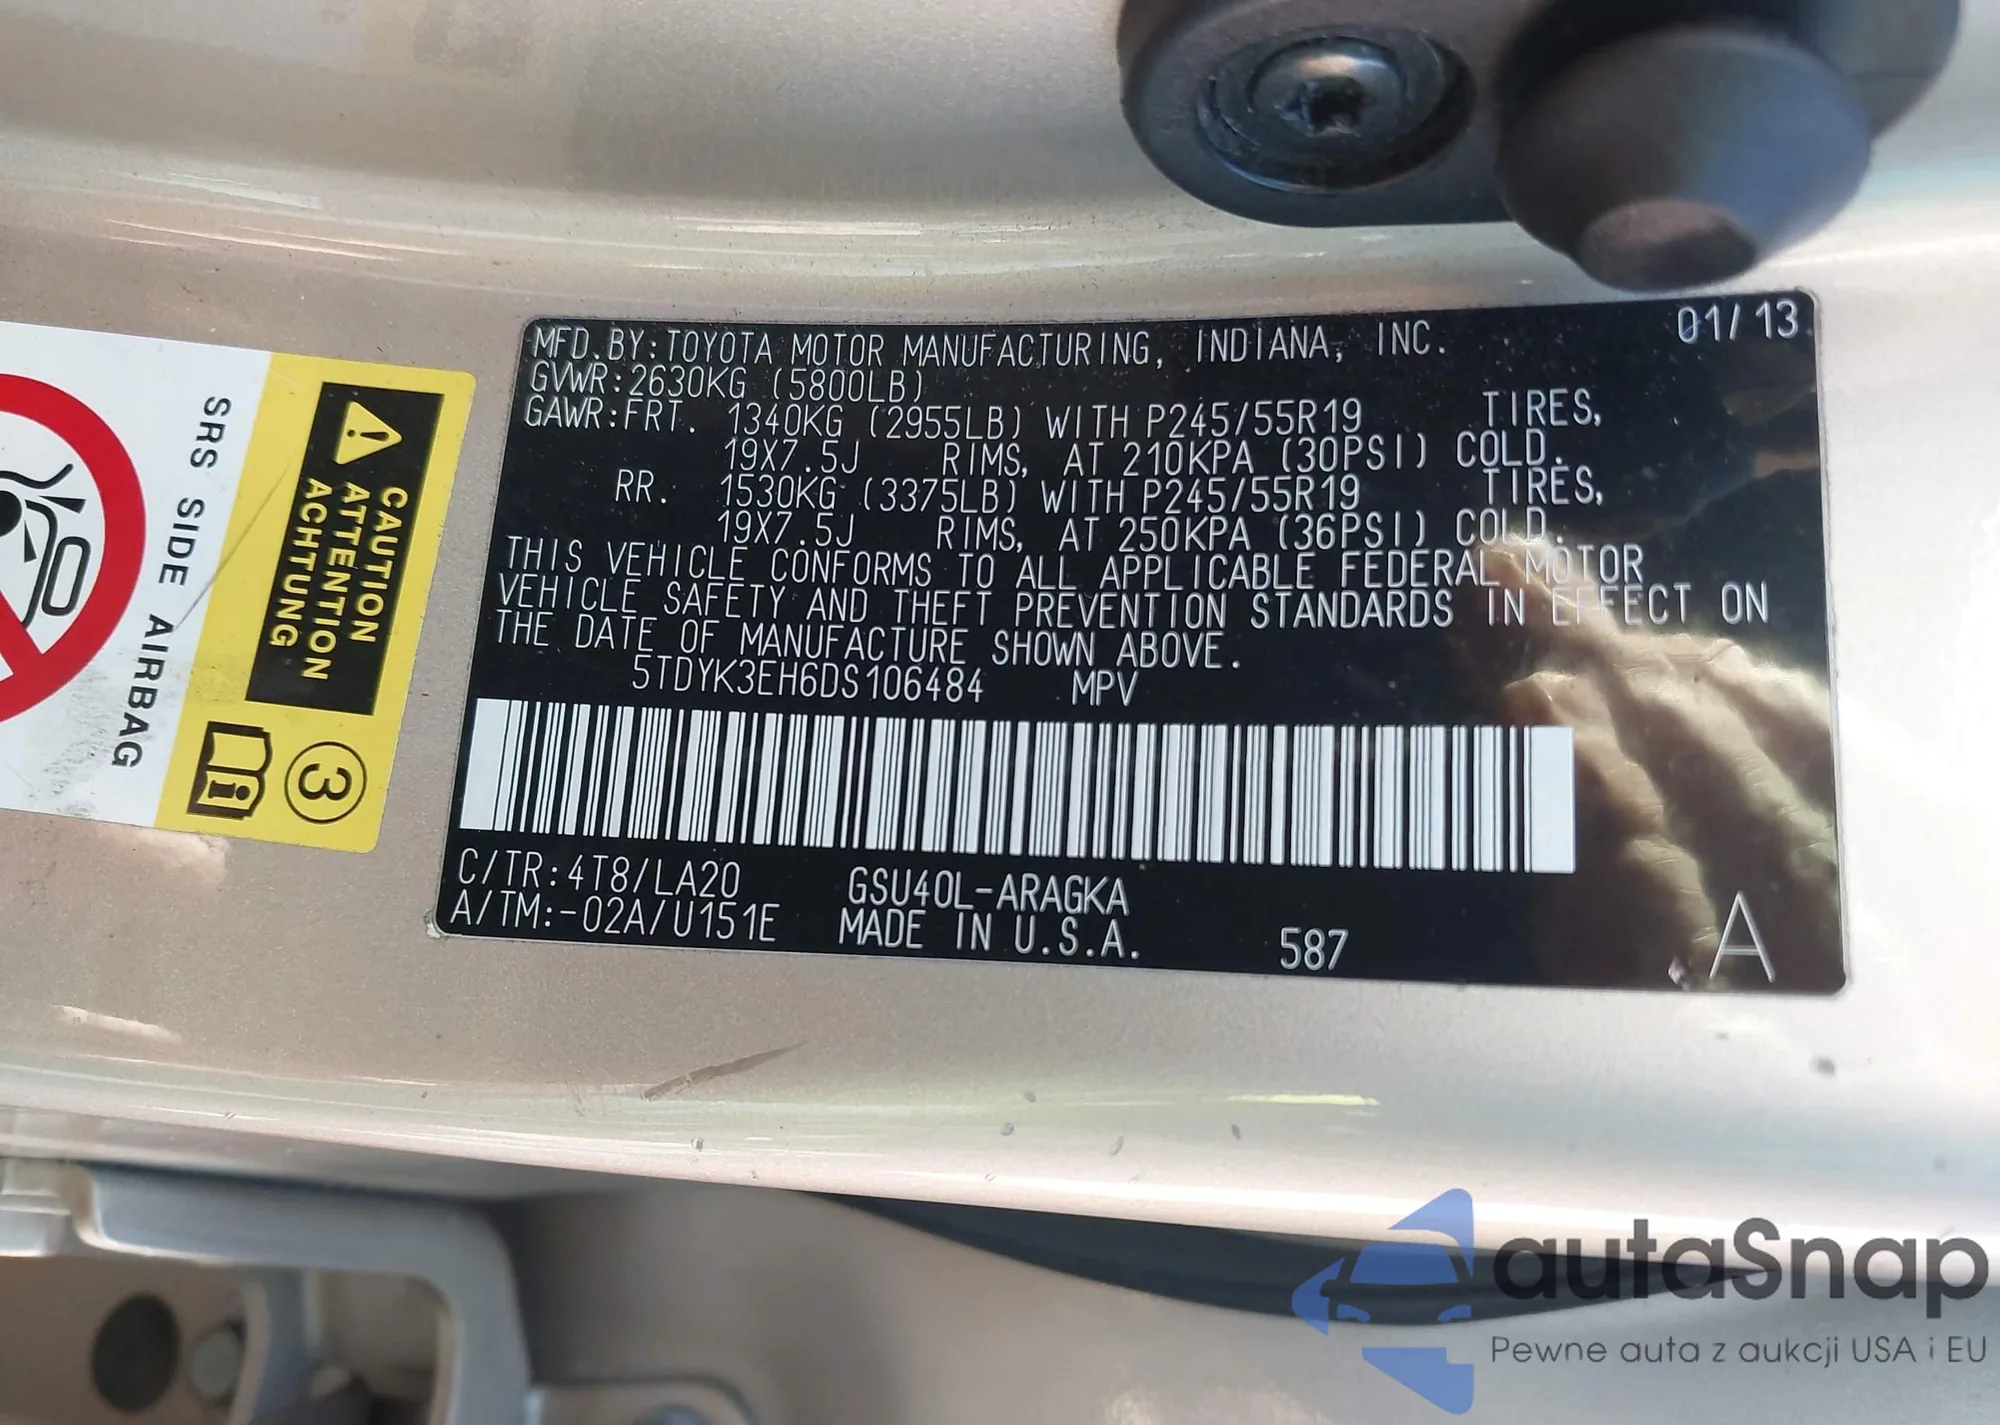 MFD.BY:TOYOTA MOTOR MANUFACTURING, INDIANA, INC. 01/13
GVWR:2630KG (5800LB)
GAWR:FRT. 1340KG (2955LB) WITH P245/55R19 TIRES,
19X7.5J RIMS, AT 210KPA (30PSI) COLD.
RR. 1530KG (3375LB) WITH P245/55R19 TIRES,
19X7.5J RIMS, AT 250KPA (36PSI) COLD.
THIS VEHICLE CONFORMS TO ALL APPLICABLE FEDERAL MOTOR
VEHICLE SAFETY AND THEFT PREVENTION STANDARDS IN EFFECT ON
THE DATE OF MANUFACTURE SHOWN ABOVE.
5TDYK3EH6DS106484 MPV
C/TR:4T8/LA20 GSU40L-ARAGKA
A/TM:-02A/U151E MADE IN U.S.A. 587 A
CAUTION
ATTENTION
ACHTUNG
SRS SIDE AIRBAG
3
i
autaSnap
Pewne auta z aukcji USA i EU